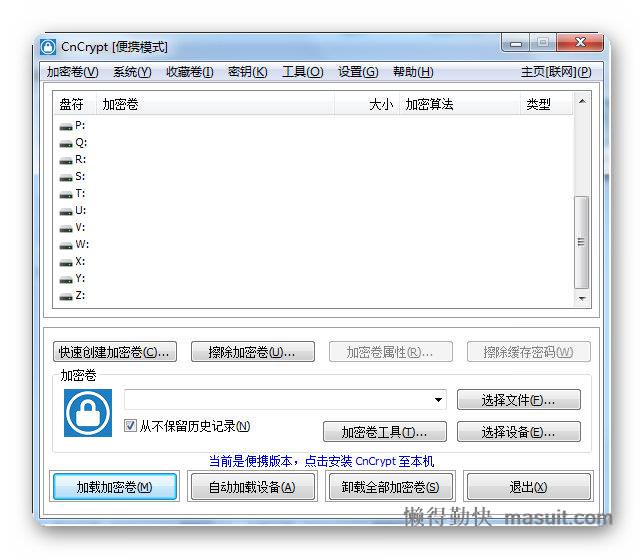 CnCrypt [便携模式]
加密卷(V) 系统(Y) 收藏卷(I) 密钥(K) 工具(O) 设置(G) 帮助(H) 主页[联网](P)
盘符 加密卷 大小 加密算法 类型
P:
Q:
R:
S:
T:
U:
V:
W:
X:
Y:
Z:
快速创建加密卷(C)... 擦除加密卷(U)... 加密卷属性(R)... 擦除缓存密码(W)
加密卷
选择文件(F)...
从不保留历史记录(N)
加密卷工具(T)... 选择设备(E)...
当前是便携版本，点击安装 CnCrypt 至本机
加载加密卷(M) 自动加载设备(A) 卸载全部加密卷(S) 退出(X)
懒得勤快 masuit.com